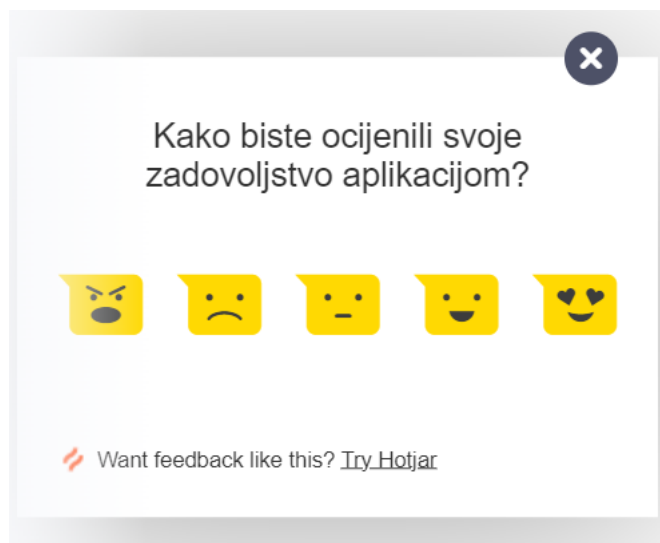 Kako biste ocijenili svoje
zadovoljstvo aplikacijom?
Want feedback like this? Try Hotjar